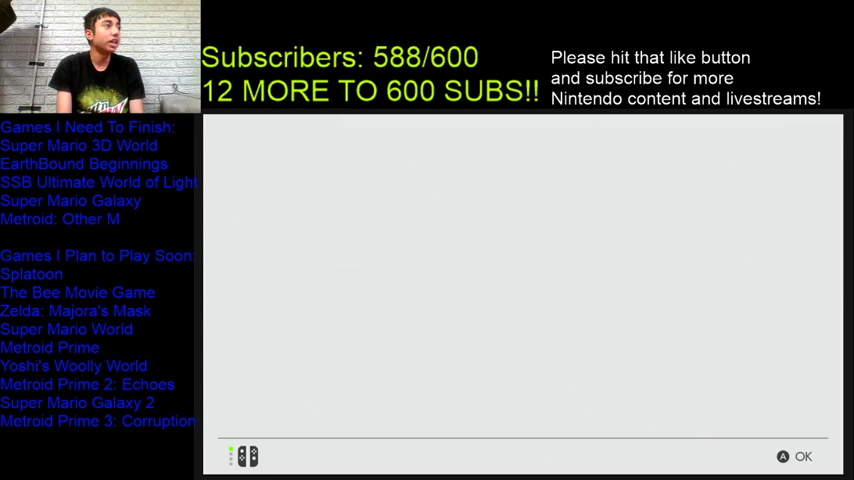 Subscribers: 588/600
12 MORE TO 600 SUBS!!
Please hit that like button
and subscribe for more
Nintendo content and livestreams!
Games I Need To Finish:
Super Mario 3D World
EarthBound Beginnings
SSB Ultimate World of Light
Super Mario Galaxy
Metroid: Other M
Games I Plan to Play Soon:
Splatoon
The Bee Movie Game
Zelda: Majora's Mask
Super Mario World
Metroid Prime
Yoshi's Woolly World
Metroid Prime 2: Echoes
Super Mario Galaxy 2
Metroid Prime 3: Corruption
A OK